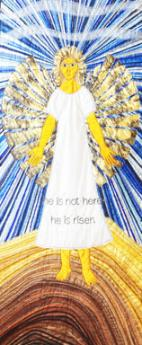 he is not here
he is risen